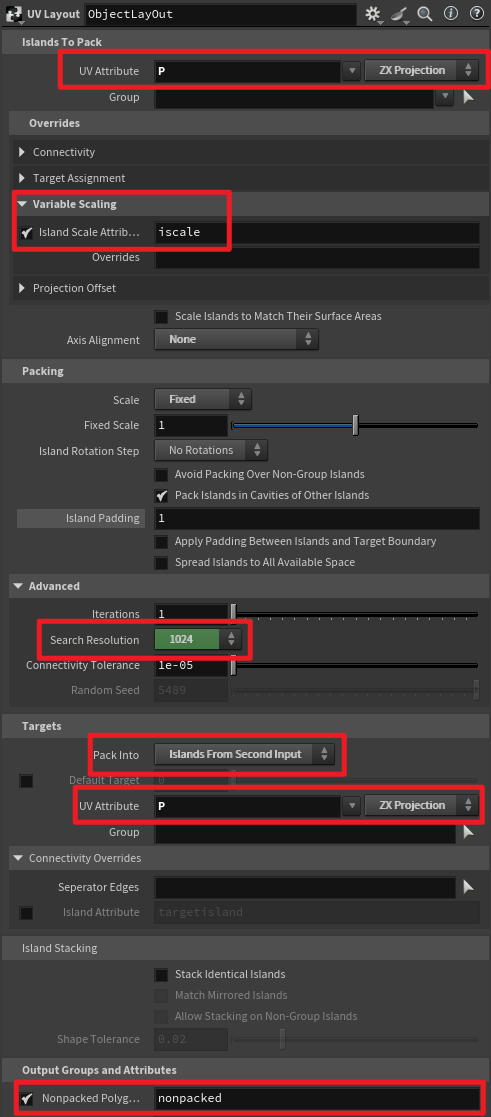 UV Layout ObjectLayOut
Islands To Pack
UV Attribute P ZX Projection
Group
Overrides
Connectivity
Target Assignment
Variable Scaling
Island Scale Attrib... iscale
Overrides
Projection Offset
Scale Islands to Match Their Surface Areas
Axis Alignment None
Packing
Scale Fixed
Fixed Scale 1
Island Rotation Step No Rotations
Avoid Packing Over Non-Group Islands
Pack Islands in Cavities of Other Islands
Island Padding 1
Apply Padding Between Islands and Target Boundary
Spread Islands to All Available Space
Advanced
Iterations 1
Search Resolution 1024
Connectivity Tolerance 1e-05
Random Seed 5489
Targets
Pack Into Islands From Second Input
Default Target 0
UV Attribute P ZX Projection
Group
Connectivity Overrides
Seperator Edges
Island Attribute targetisland
Island Stacking
Stack Identical Islands
Match Mirrored Islands
Allow Stacking on Non-Group Islands
Shape Tolerance 0.02
Output Groups and Attributes
Nonpacked Polyg... nonpacked